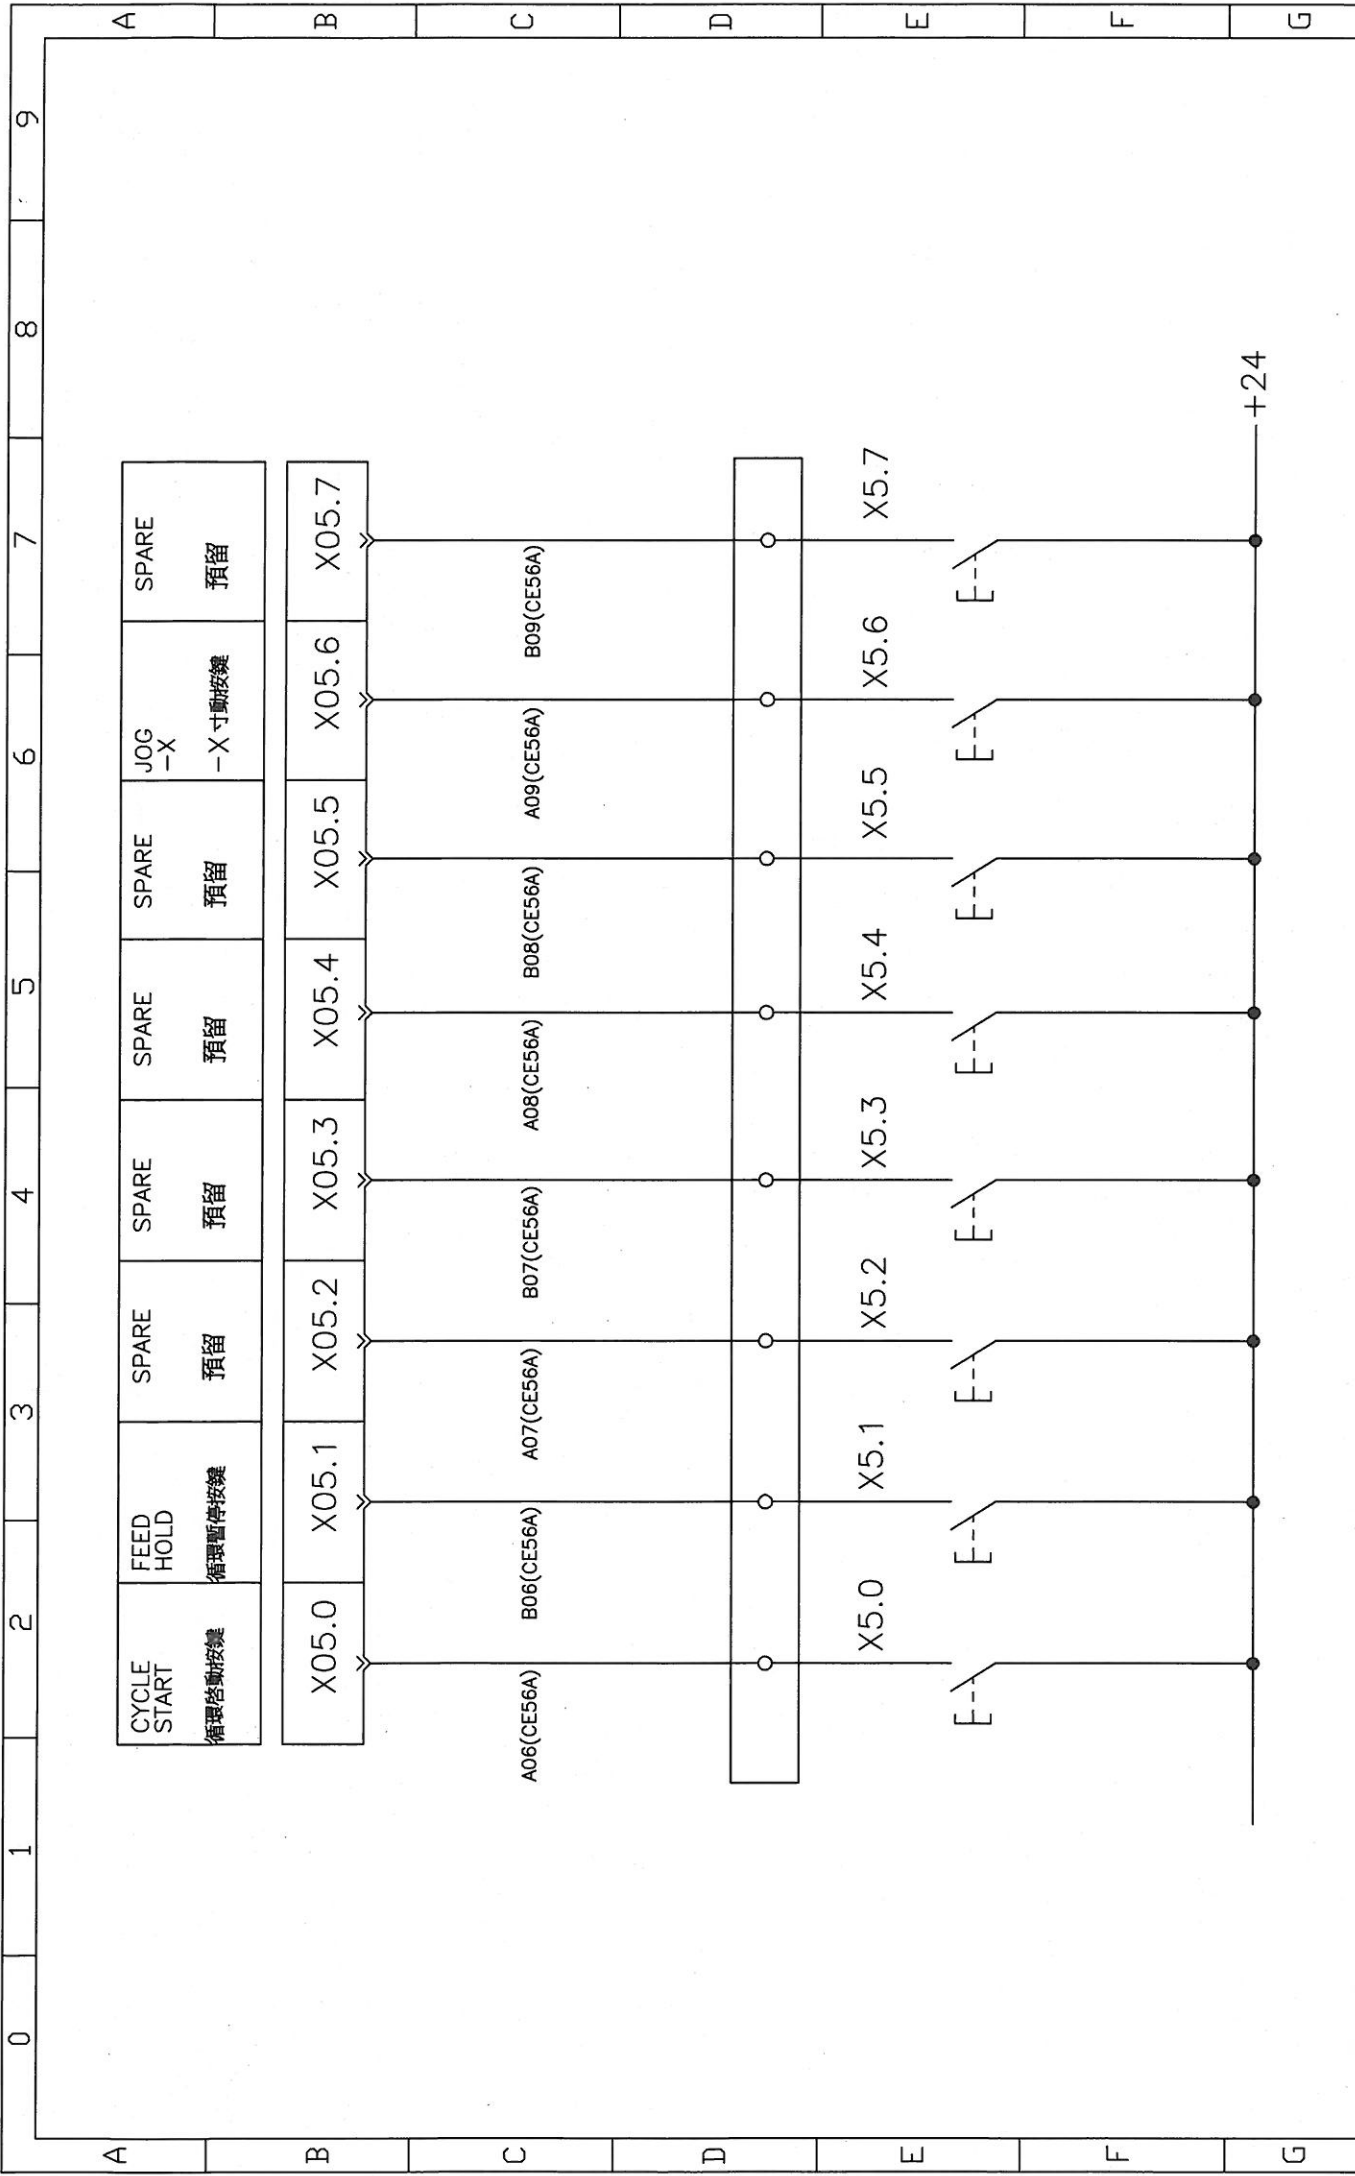 0 1 2 3 4 5 6 7 8 9
A A
CYCLE START
循環啓動按鍵
FEED HOLD
循環暫停按鍵
SPARE
預留
SPARE
預留
SPARE
預留
SPARE
預留
JOG -X
-X寸動按鍵
SPARE
預留
B B
X05.0 X05.1 X05.2 X05.3 X05.4 X05.5 X05.6 X05.7
C C
A06(CE56A) B06(CE56A) A07(CE56A) B07(CE56A) A08(CE56A) B08(CE56A) A09(CE56A) B09(CE56A)
D D
X5.0 X5.1 X5.2 X5.3 X5.4 X5.5 X5.6 X5.7
E E
F F
+24
G G